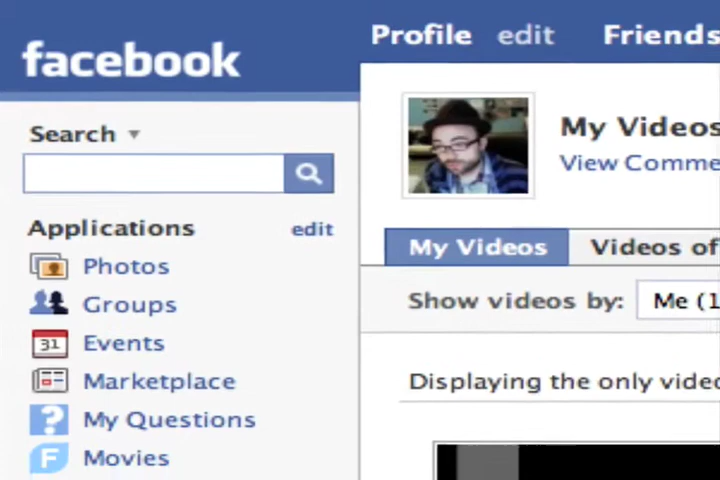 facebook
Profile edit Friends
Search
Applications edit
Photos
Groups
31 Events
Marketplace
? My Questions
F Movies
My Videos
View Comme
My Videos Videos of
Show videos by: Me (1
Displaying the only video